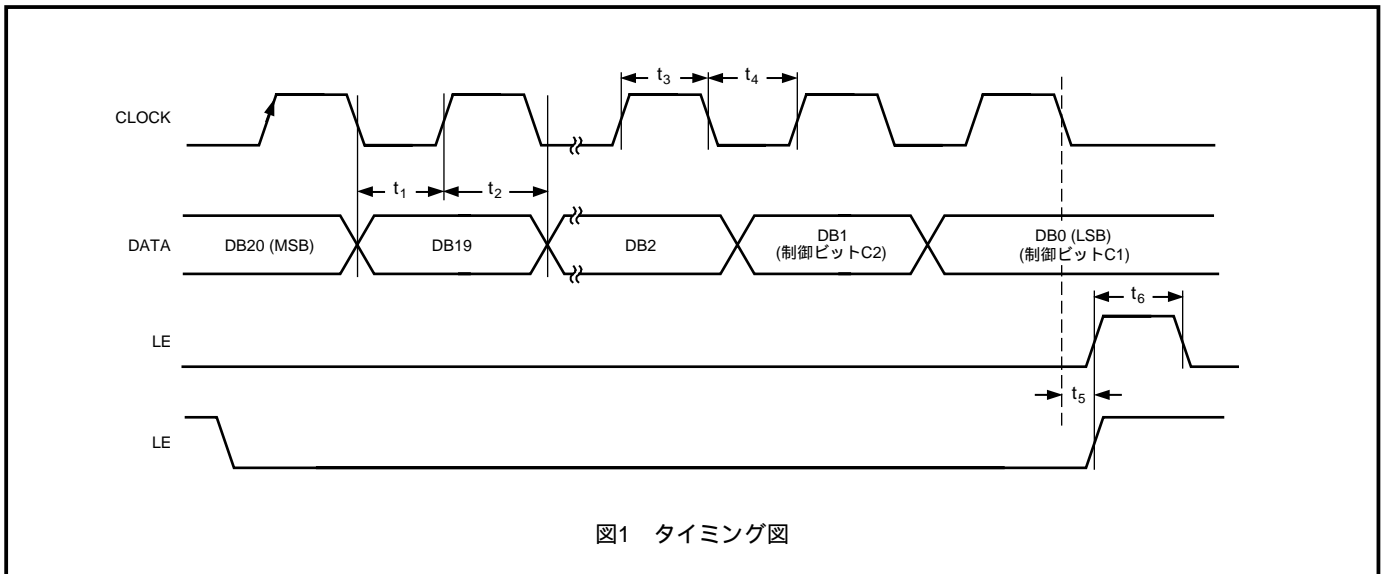 t3
t4
CLOCK
t1
t2
DATA
DB20 (MSB)
DB19
DB2
DB1
(制御ビットC2)
DB0 (LSB)
(制御ビットC1)
t6
LE
t5
LE
図1 タイミング図